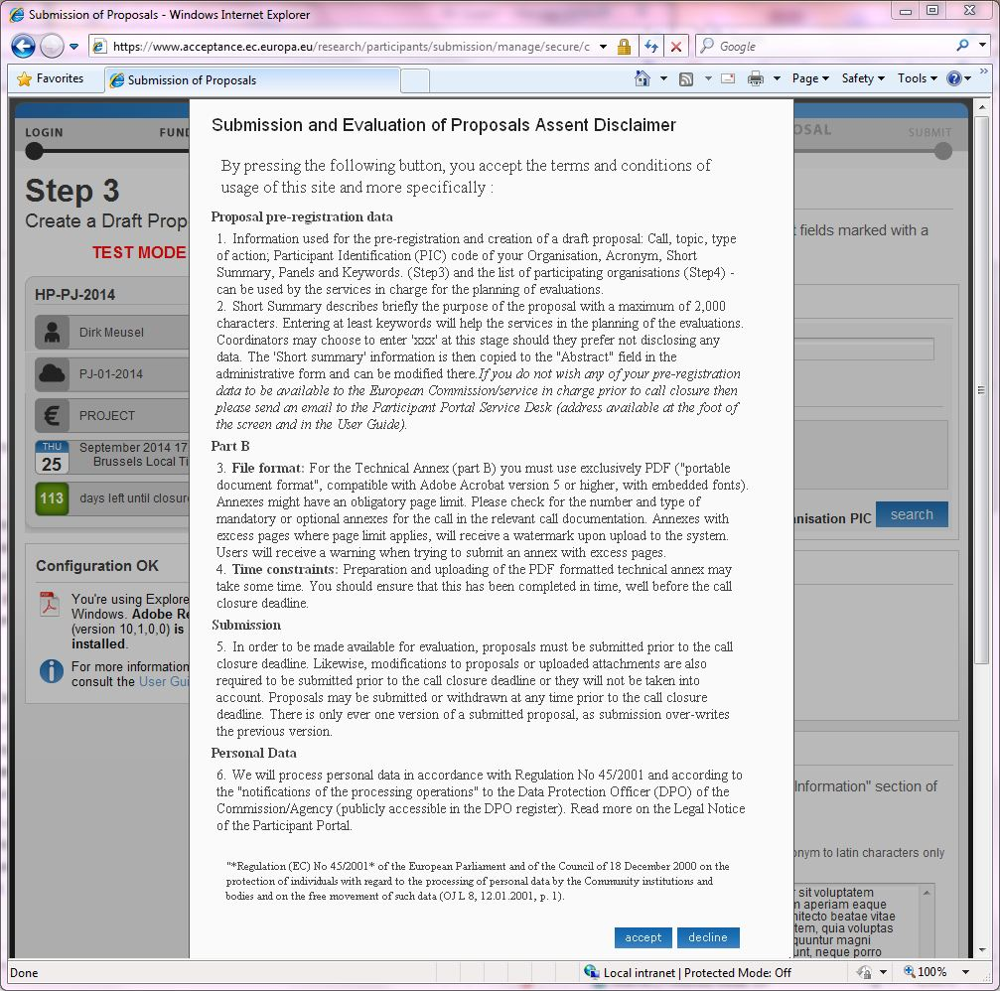 Submission of Proposals - Windows Internet Explorer
https://www.acceptance.ec.europa.eu/research/participants/submission/manage/secure/c
Google
Favorites
Submission of Proposals
Page
Safety
Tools
LOGIN
SUBMIT
Step 3
Create a Draft Prop
TEST MODE
fields marked with a
HP-PJ-2014
Dirk Meusel
PJ-01-2014
PROJECT
THU
25
September 2014 17
Brussels Local Ti
113
days left until closure
Configuration OK
You're using Explore
Windows. Adobe Re
(version 10,1,0,0) is
installed.
For more information
consult the User Gui
Submission and Evaluation of Proposals Assent Disclaimer
By pressing the following button, you accept the terms and conditions of
usage of this site and more specifically :
Proposal pre-registration data
1. Information used for the pre-registration and creation of a draft proposal: Call, topic, type
of action; Participant Identification (PIC) code of your Organisation, Acronym, Short
Summary, Panels and Keywords. (Step3) and the list of participating organisations (Step4) -
can be used by the services in charge for the planning of evaluations.
2. Short Summary describes briefly the purpose of the proposal with a maximum of 2,000
characters. Entering at least keywords will help the services in the planning of the evaluations.
Coordinators may choose to enter 'xxx' at this stage should they prefer not disclosing any
data. The 'Short summary' information is then copied to the "Abstract" field in the
administrative form and can be modified there.If you do not wish any of your pre-registration
data to be available to the European Commission/service in charge prior to call closure then
please send an email to the Participant Portal Service Desk (address available at the foot of
the screen and in the User Guide).
Part B
3. File format: For the Technical Annex (part B) you must use exclusively PDF ("portable
document format", compatible with Adobe Acrobat version 5 or higher, with embedded fonts).
Annexes might have an obligatory page limit. Please check for the number and type of
mandatory or optional annexes for the call in the relevant call documentation. Annexes with
excess pages where page limit applies, will receive a watermark upon upload to the system.
Users will receive a warning when trying to submit an annex with excess pages.
4. Time constraints: Preparation and uploading of the PDF formatted technical annex may
take some time. You should ensure that this has been completed in time, well before the call
closure deadline.
Submission
5. In order to be made available for evaluation, proposals must be submitted prior to the call
closure deadline. Likewise, modifications to proposals or uploaded attachments are also
required to be submitted prior to the call closure deadline or they will not be taken into
account. Proposals may be submitted or withdrawn at any time prior to the call closure
deadline. There is only ever one version of a submitted proposal, as submission over-writes
the previous version.
Personal Data
6. We will process personal data in accordance with Regulation No 45/2001 and according to
the "notifications of the processing operations" to the Data Protection Officer (DPO) of the
Commission/Agency (publicly accessible in the DPO register). Read more on the Legal Notice
of the Participant Portal.
"*Regulation (EC) No 45/2001* of the European Parliament and of the Council of 18 December 2000 on the
protection of individuals with regard to the processing of personal data by the Community institutions and
bodies and on the free movement of such data (OJ L 8, 12.01.2001, p. 1).
accept
decline
nisation PIC
search
Information" section of
onym to latin characters only
sit voluptatem
m aperiam eaque
hitecto beatae vitae
tem, quia voluptas
quuntur magni
unt, neque porro
Done
Local intranet | Protected Mode: Off
100%